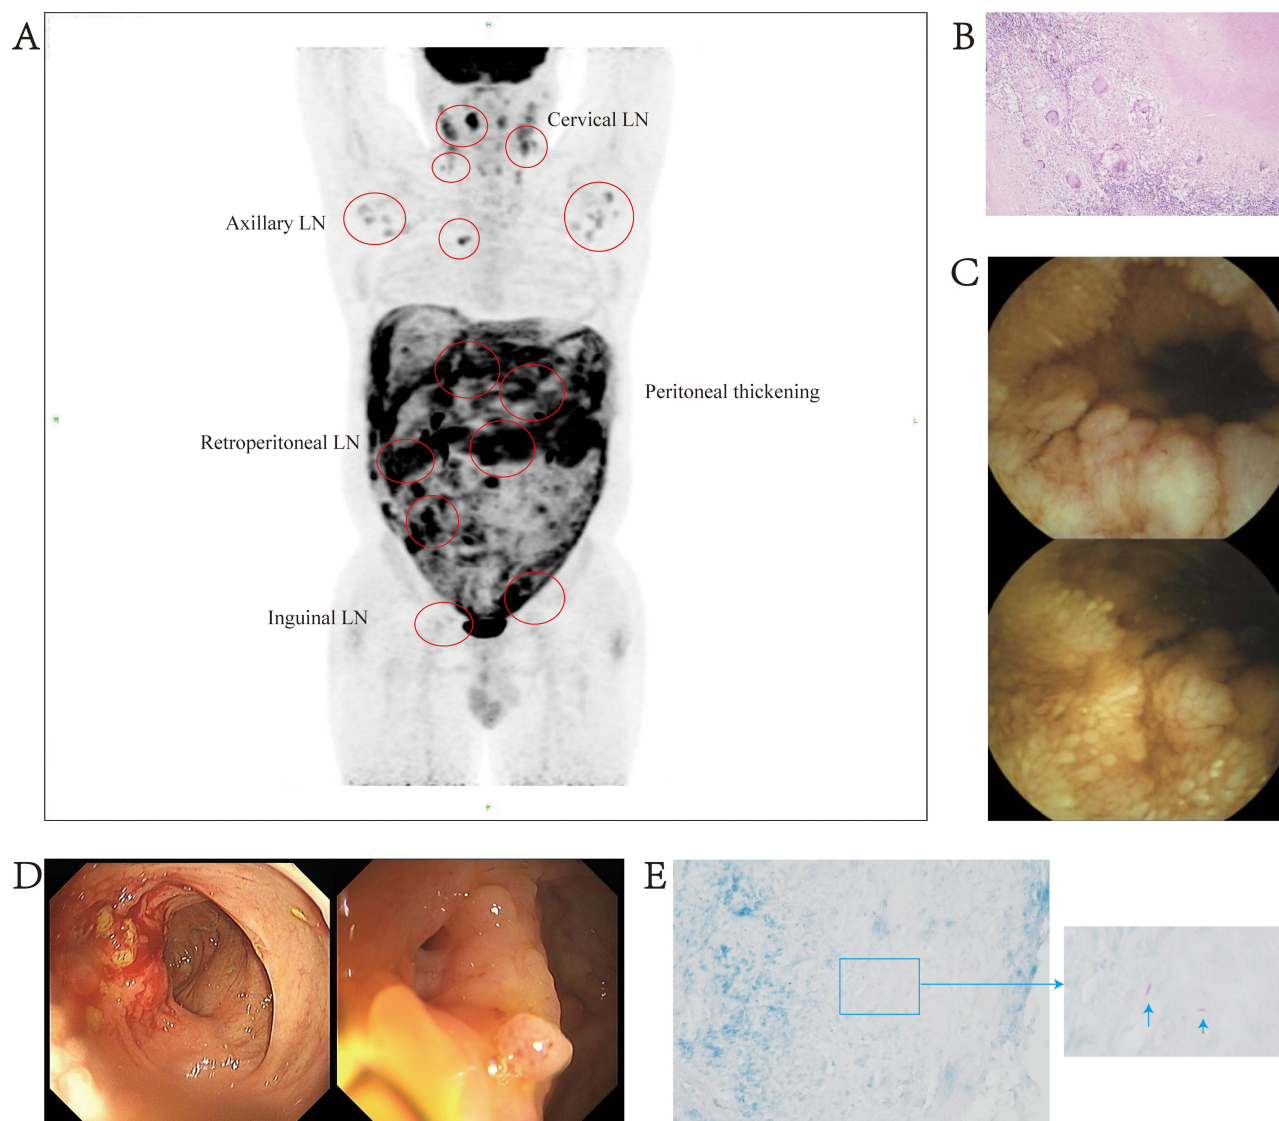 A
B
Cervical LN
Axillary LN
C
Peritoneal thickening
Retroperitoneal LN
Inguinal LN
D
E